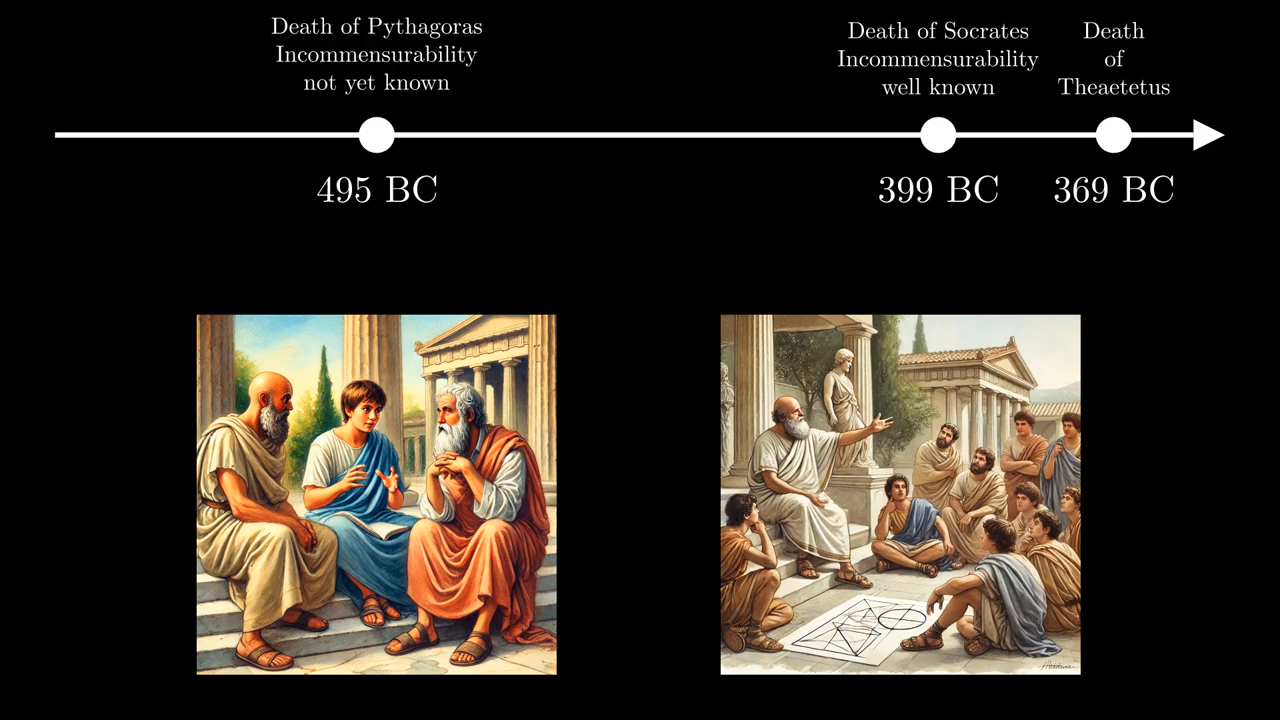 Death of Pythagoras
Incommensurability
not yet known
Death of Socrates
Incommensurability
well known
Death
of
Theaetetus
495 BC
399 BC
369 BC